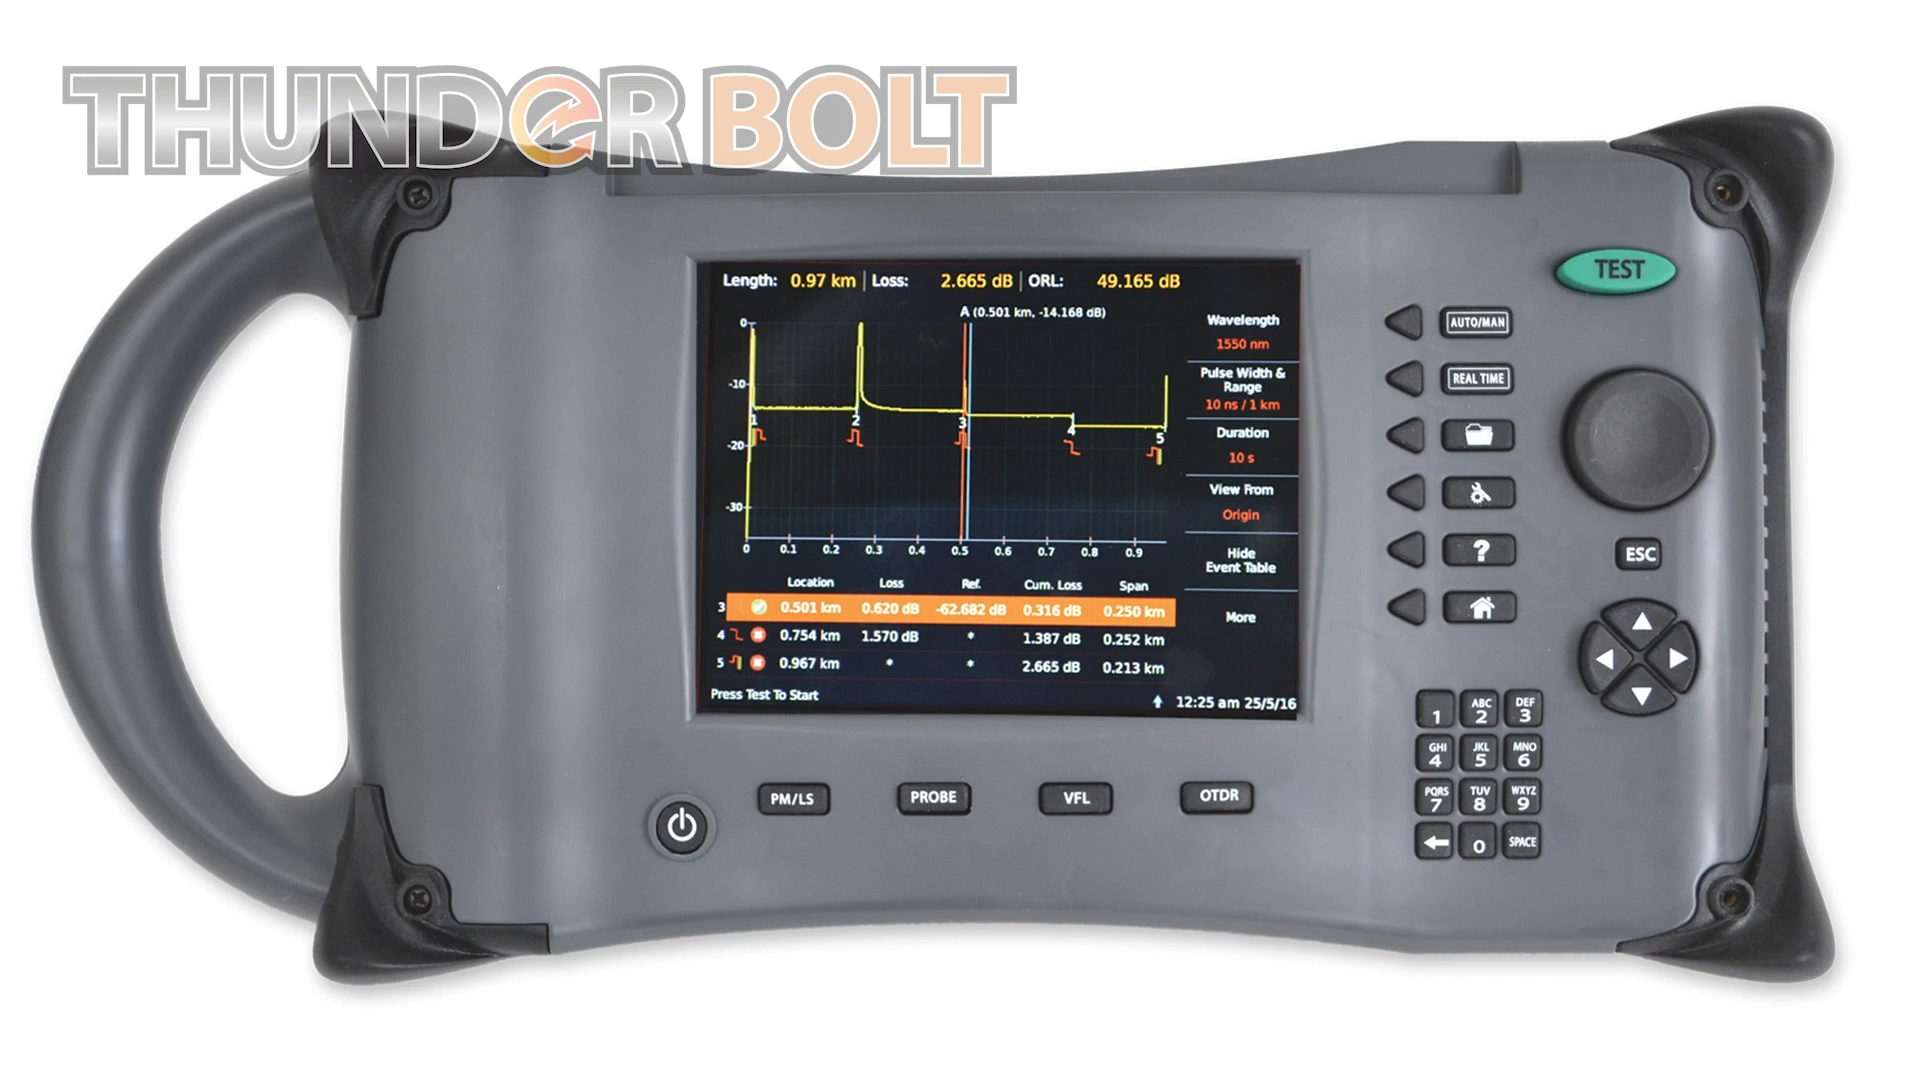 THUNDER BOLT
Length: 0.97 km | Loss: 2.665 dB | ORL: 49.165 dB
A (0.501 km, -14.168 dB)
0
-10
-20
-30
1
2
3
4
5
0 0.1 0.2 0.3 0.4 0.5 0.6 0.7 0.8 0.9
Wavelength
1550 nm
Pulse Width &
Range
10 ns / 1 km
Duration
10 s
View From
Origin
Hide
Event Table
More
Location Loss Ref. Cum. Loss Span
3 0.501 km 0.620 dB -62.682 dB 0.316 dB 0.250 km
4 0.754 km 1.570 dB * 1.387 dB 0.252 km
5 0.967 km * * 2.665 dB 0.213 km
Press Test To Start
12:25 am 25/5/16
TEST
AUTO/MAN
REAL TIME
?
ESC
PM/LS
PROBE
VFL
OTDR
1
ABC
2
DEF
3
GHI
4
JKL
5
MNO
6
PQRS
7
TUV
8
WXYZ
9
0
SPACE